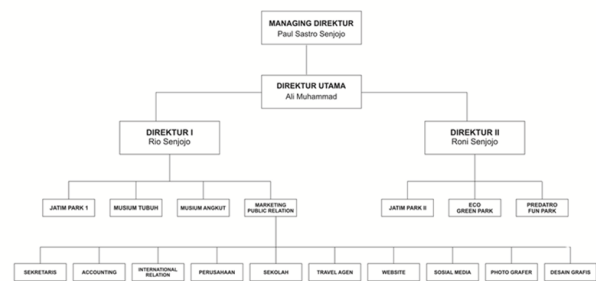 MANAGING DIREKTUR
Paul Sastro Senjojo
DIREKTUR UTAMA
Ali Muhammad
DIREKTUR I
Rio Senjojo
DIREKTUR II
Roni Senjojo
JATIM PARK 1
MUSIUM TUBUH
MUSIUM ANGKUT
MARKETING
PUBLIC RELATION
JATIM PARK II
ECO
GREEN PARK
PREDATRO
FUN PARK
SEKRETARIS
ACCOUNTING
INTERNATIONAL
RELATION
PERUSAHAAN
SEKOLAH
TRAVEL AGEN
WEBSITE
SOSIAL MEDIA
PHOTO GRAFER
DESAIN GRAFIS